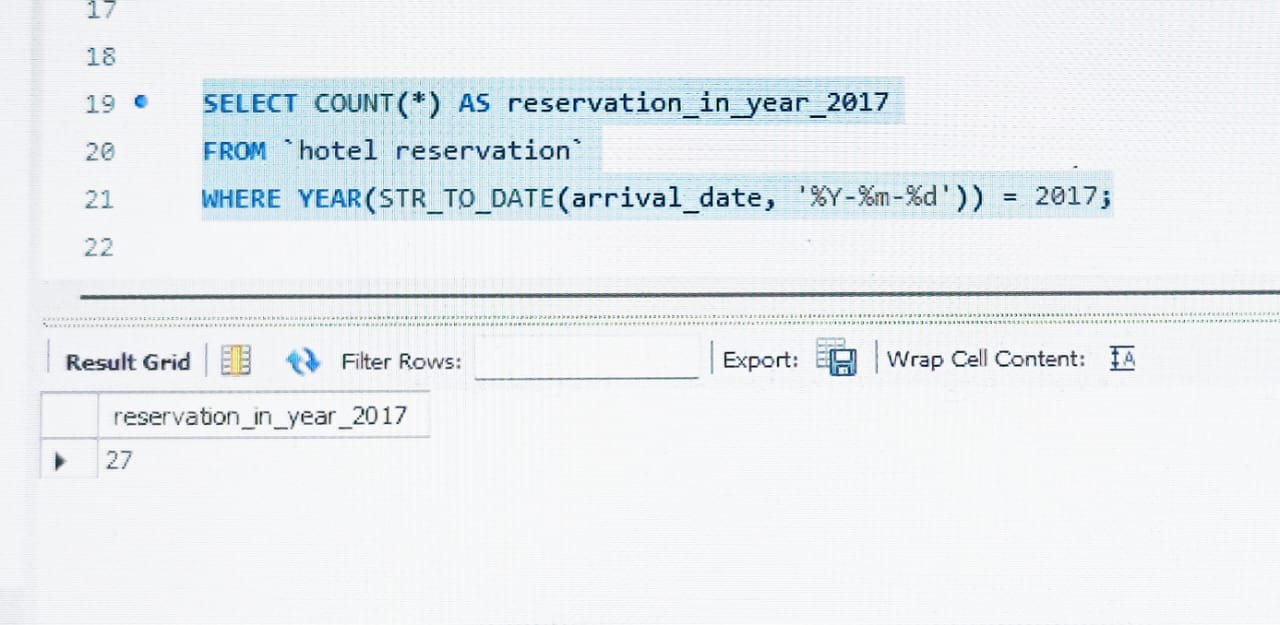 17
18
19 SELECT COUNT(*) AS reservation_in_year_2017
20 FROM `hotel reservation`
21 WHERE YEAR(STR_TO_DATE(arrival_date, '%Y-%m-%d')) = 2017;
22
Result Grid Filter Rows: Export: Wrap Cell Content: IA
reservation_in_year_2017
27